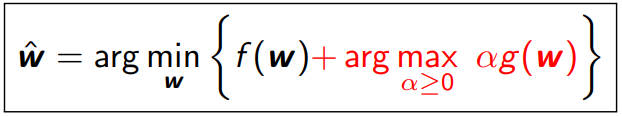 ŵ = arg min_w { f(w) + arg max_{α≥0} αg(w) }